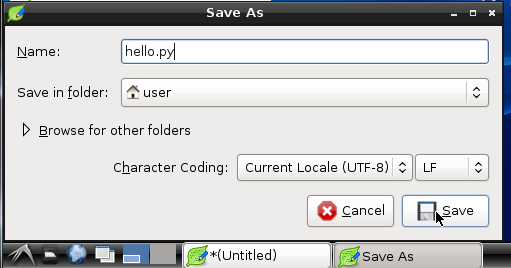 Save As
Name: hello.py
Save in folder: user
Browse for other folders
Character Coding: Current Locale (UTF-8) LF
Cancel Save
*(Untitled) Save As